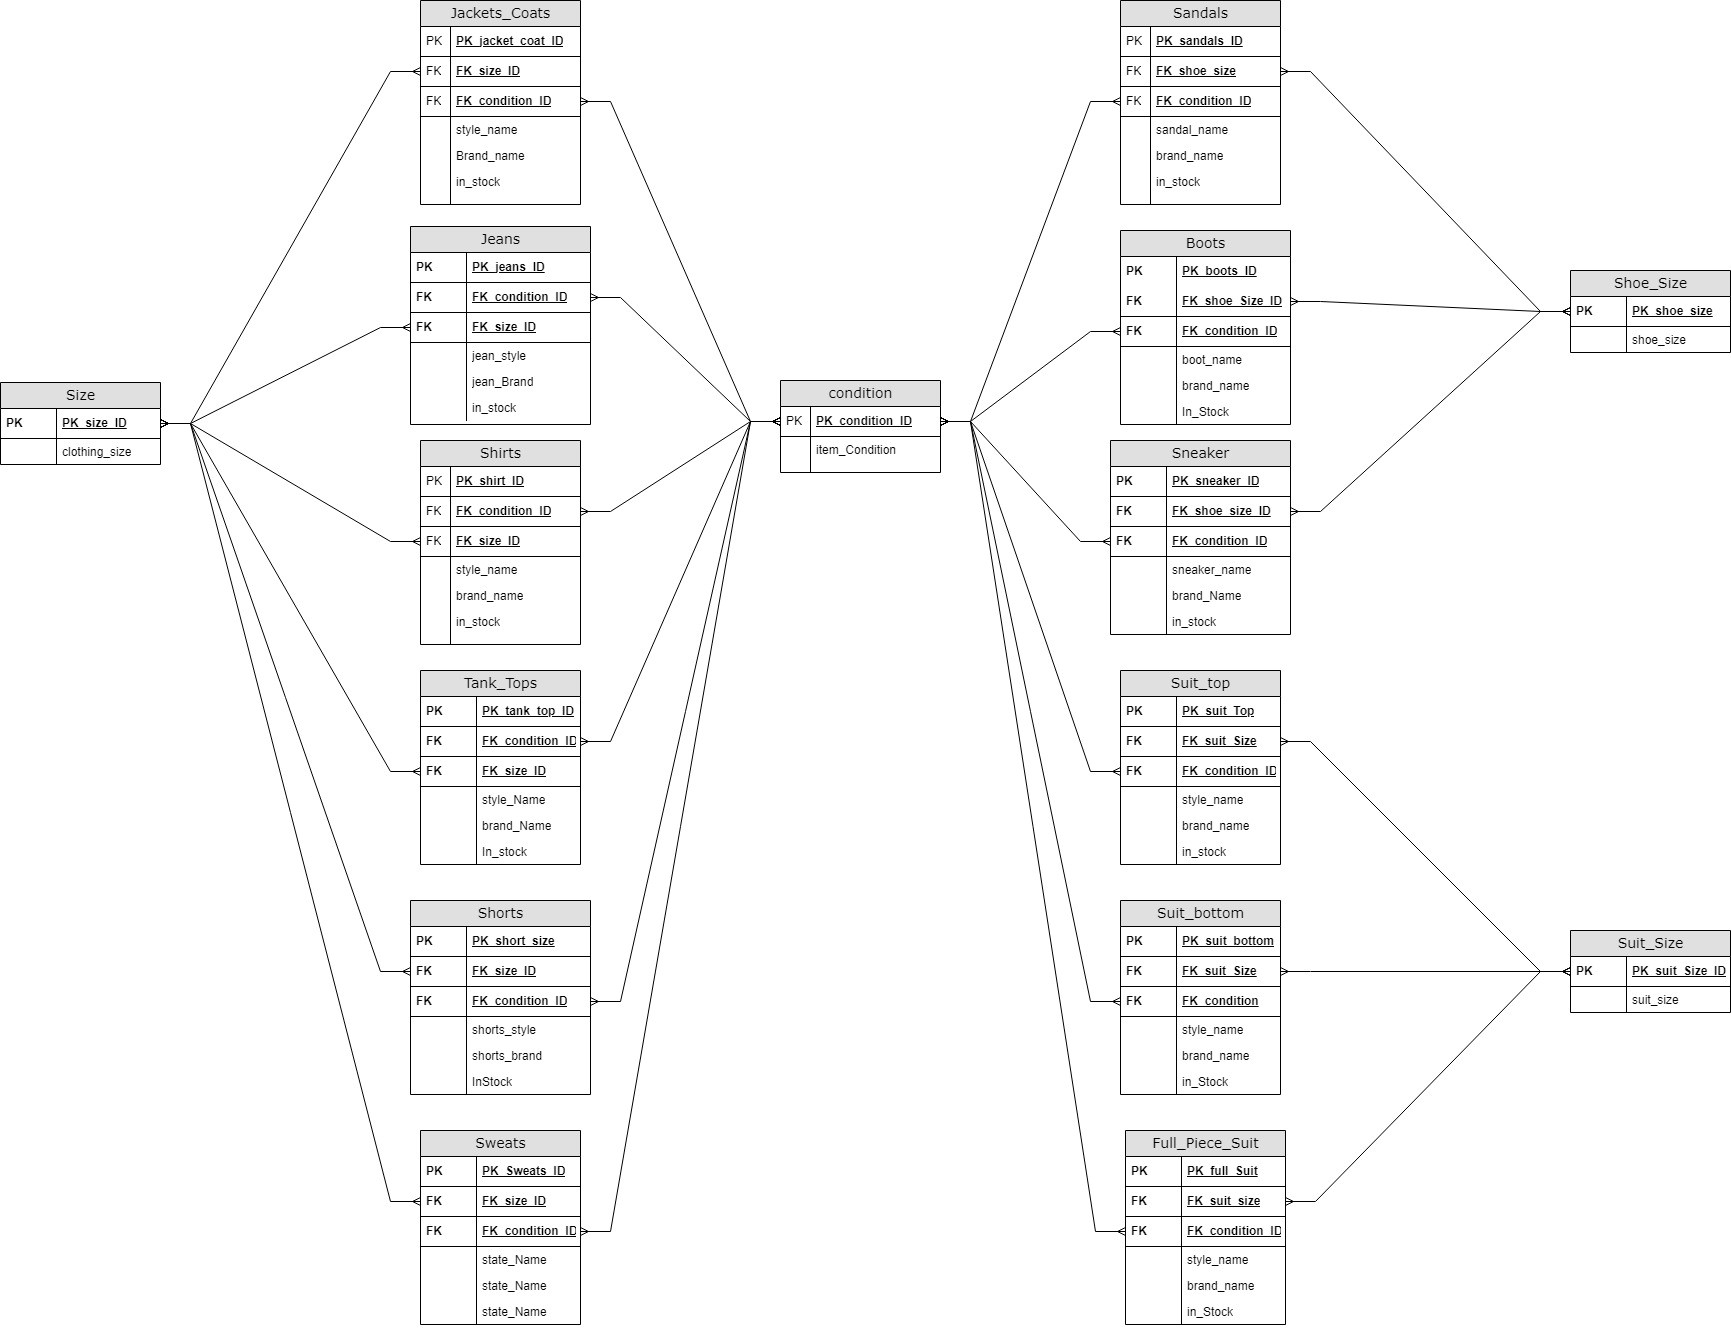 Jackets_Coats
PK PK_jacket_coat_ID
FK FK_size_ID
FK FK_condition_ID
style_name
Brand_name
in_stock
Jeans
PK PK_jeans_ID
FK FK_condition_ID
FK FK_size_ID
jean_style
jean_Brand
in_stock
Size
PK PK_size_ID
clothing_size
Shirts
PK PK_shirt_ID
FK FK_condition_ID
FK FK_size_ID
style_name
brand_name
in_stock
Tank_Tops
PK PK_tank_top_ID
FK FK_condition_ID
FK FK_size_ID
style_Name
brand_Name
In_stock
Shorts
PK PK_short_size
FK FK_size_ID
FK FK_condition_ID
shorts_style
shorts_brand
InStock
Sweats
PK PK_Sweats_ID
FK FK_size_ID
FK FK_condition_ID
state_Name
state_Name
state_Name
condition
PK PK_condition_ID
item_Condition
Sandals
PK PK_sandals_ID
FK FK_shoe_size
FK FK_condition_ID
sandal_name
brand_name
in_stock
Boots
PK PK_boots_ID
FK FK_shoe_Size_ID
FK FK_condition_ID
boot_name
brand_name
In_Stock
Shoe_Size
PK PK_shoe_size
shoe_size
Sneaker
PK PK_sneaker_ID
FK FK_shoe_size_ID
FK FK_condition_ID
sneaker_name
brand_Name
in_stock
Suit_top
PK PK_suit_Top
FK FK_suit_Size
FK FK_condition_ID
style_name
brand_name
in_stock
Suit_bottom
PK PK_suit_bottom
FK FK_suit_Size
FK FK_condition
style_name
brand_name
in_Stock
Suit_Size
PK PK_suit_Size_ID
suit_size
Full_Piece_Suit
PK PK_full_Suit
FK FK_suit_size
FK FK_condition_ID
style_name
brand_name
in_Stock